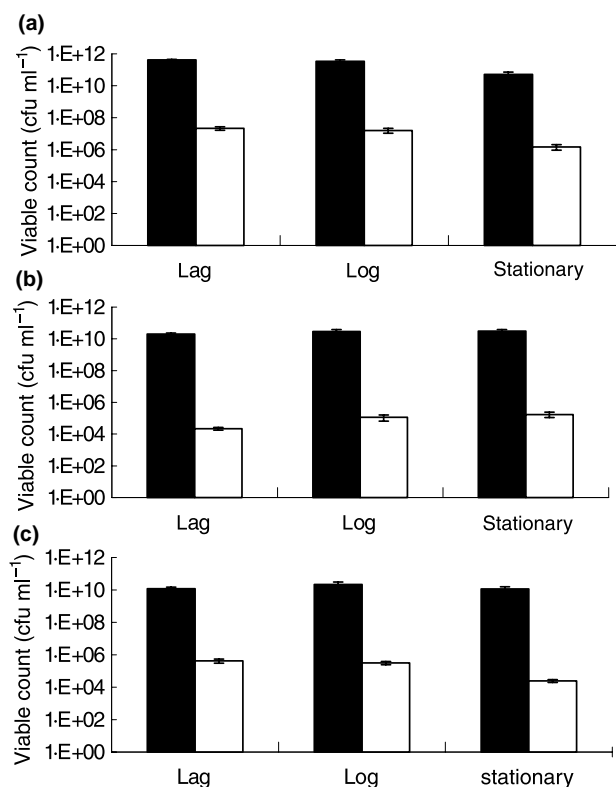 (a)
Viable count (cfu ml⁻¹)
1·E+12
1·E+10
1·E+08
1·E+06
1·E+04
1·E+02
1·E+00
Lag Log Stationary
(b)
Viable count (cfu ml⁻¹)
1·E+12
1·E+10
1·E+08
1·E+06
1·E+04
1·E+02
1·E+00
Lag Log Stationary
(c)
Viable count (cfu ml⁻¹)
1·E+12
1·E+10
1·E+08
1·E+06
1·E+04
1·E+02
1·E+00
Lag Log stationary